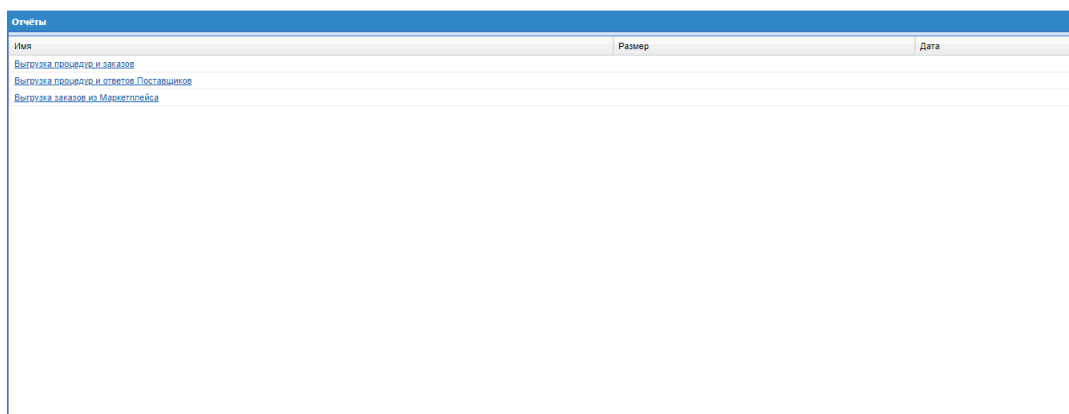 Отчёты
Имя Размер Дата
Выгрузка процедур и заказов
Выгрузка процедур и ответов Поставщиков
Выгрузка заказов из Маркетплейса